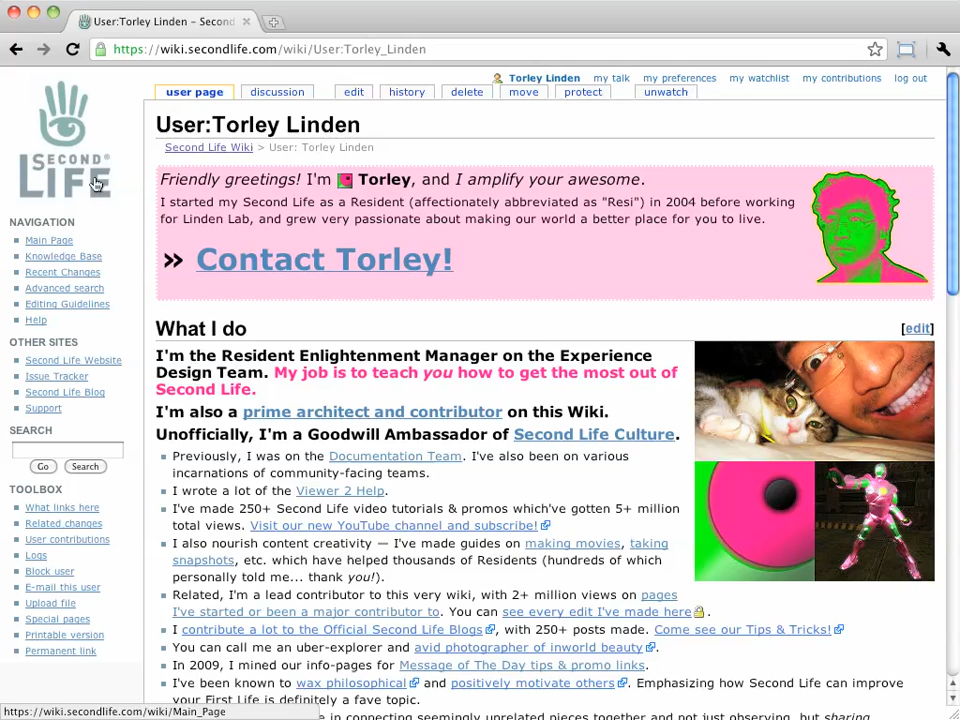 User:Torley Linden – Second
https://wiki.secondlife.com/wiki/User:Torley_Linden
Torley Linden my talk my preferences my watchlist my contributions log out
user page discussion edit history delete move protect unwatch
SECOND®
LIFE
NAVIGATION
Main Page
Knowledge Base
Recent Changes
Advanced search
Editing Guidelines
Help
OTHER SITES
Second Life Website
Issue Tracker
Second Life Blog
Support
SEARCH
Go Search
TOOLBOX
What links here
Related changes
User contributions
Logs
Block user
E-mail this user
Upload file
Special pages
Printable version
Permanent link
User:Torley Linden
Second Life Wiki > User: Torley Linden
Friendly greetings! I'm Torley, and I amplify your awesome.
I started my Second Life as a Resident (affectionately abbreviated as "Resi") in 2004 before working
for Linden Lab, and grew very passionate about making our world a better place for you to live.
» Contact Torley!
What I do [edit]
I'm the Resident Enlightenment Manager on the Experience
Design Team. My job is to teach you how to get the most out of
Second Life.
I'm also a prime architect and contributor on this Wiki.
Unofficially, I'm a Goodwill Ambassador of Second Life Culture.
Previously, I was on the Documentation Team. I've also been on various
incarnations of community-facing teams.
I wrote a lot of the Viewer 2 Help.
I've made 250+ Second Life video tutorials & promos which've gotten 5+ million
total views. Visit our new YouTube channel and subscribe!
I also nourish content creativity — I've made guides on making movies, taking
snapshots, etc. which have helped thousands of Residents (hundreds of which
personally told me... thank you!).
Related, I'm a lead contributor to this very wiki, with 2+ million views on pages
I've started or been a major contributor to. You can see every edit I've made here.
I contribute a lot to the Official Second Life Blogs, with 250+ posts made. Come see our Tips & Tricks!
You can call me an uber-explorer and avid photographer of inworld beauty.
In 2009, I mined our info-pages for Message of The Day tips & promo links.
I've been known to wax philosophical and positively motivate others. Emphasizing how Second Life can improve
your First Life is definitely a fave topic.
in connecting seemingly unrelated pieces together and not just observing, but sharing
https://wiki.secondlife.com/wiki/Main_Page